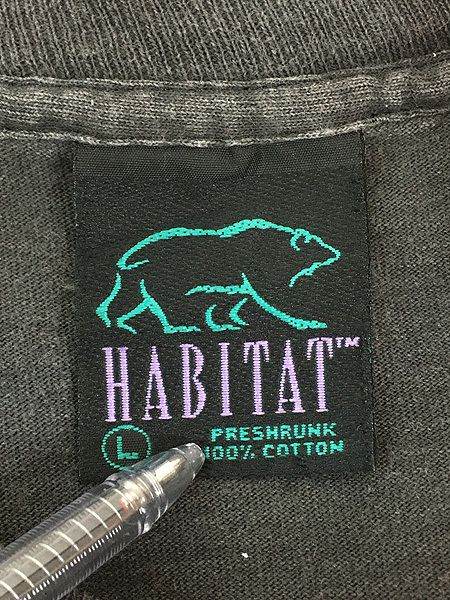 HABITAT™
L
PRESHRUNK
100% COTTON